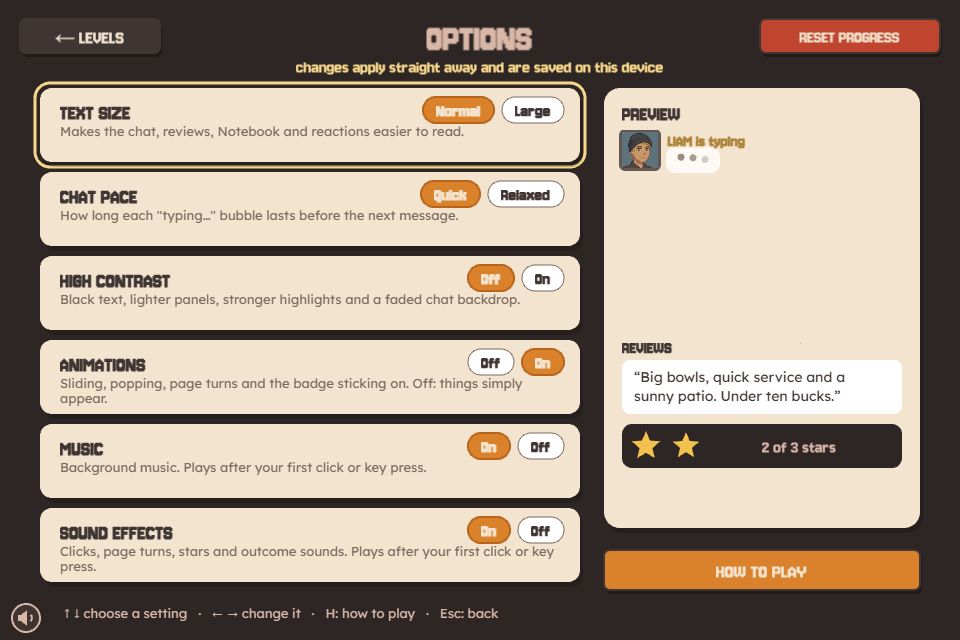 ← LEVELS
OPTIONS
RESET PROGRESS
changes apply straight away and are saved on this device
TEXT SIZE
Normal
Large
Makes the chat, reviews, Notebook and reactions easier to read.
CHAT PACE
Quick
Relaxed
How long each "typing…" bubble lasts before the next message.
HIGH CONTRAST
Off
On
Black text, lighter panels, stronger highlights and a faded chat backdrop.
ANIMATIONS
Off
On
Sliding, popping, page turns and the badge sticking on. Off: things simply
appear.
MUSIC
On
Off
Background music. Plays after your first click or key press.
SOUND EFFECTS
On
Off
Clicks, page turns, stars and outcome sounds. Plays after your first click or key
press.
PREVIEW
LIAM is typing
REVIEWS
“Big bowls, quick service and a
sunny patio. Under ten bucks.”
2 of 3 stars
HOW TO PLAY
↑ ↓ choose a setting · ← → change it · H: how to play · Esc: back